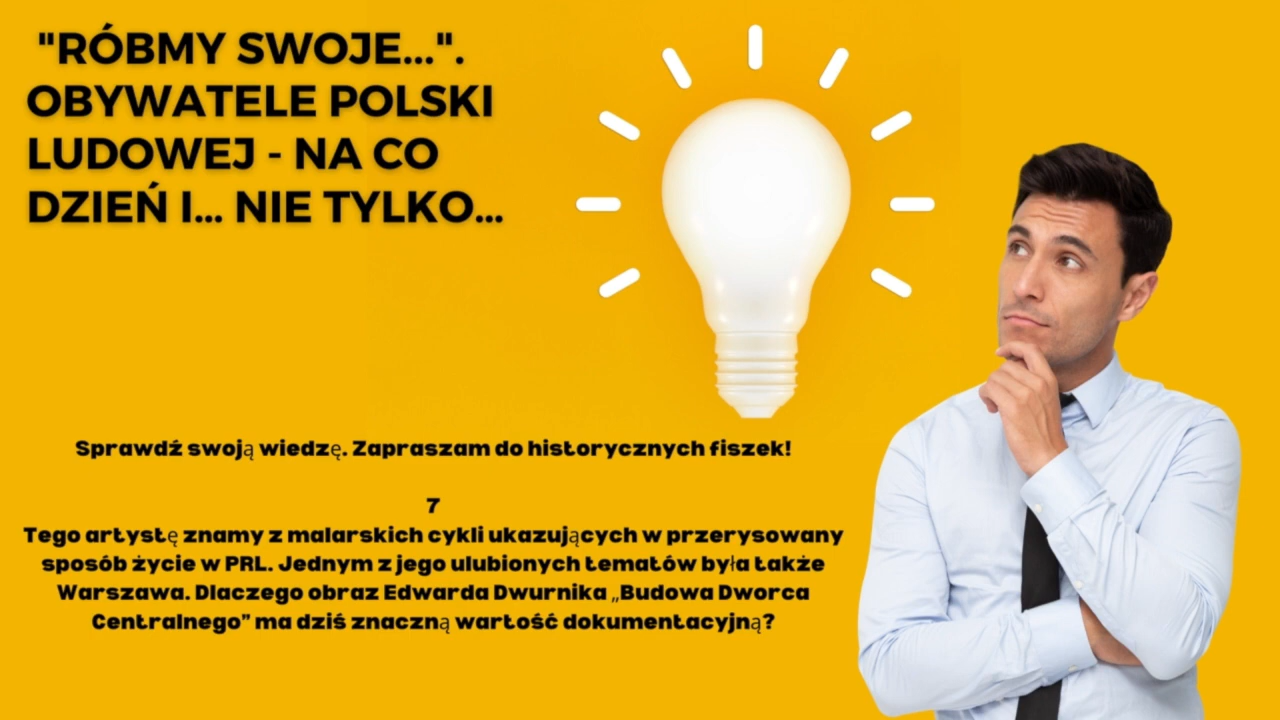 "RÓBMY SWOJE...".
OBYWATELE POLSKI
LUDOWEJ - NA CO
DZIEŃ I... NIE TYLKO...
Sprawdź swoją wiedzę. Zapraszam do historycznych fiszek!
7
Tego artystę znamy z malarskich cykli ukazujących w przerysowany
sposób życie w PRL. Jednym z jego ulubionych tematów była także
Warszawa. Dlaczego obraz Edwarda Dwurnika „Budowa Dworca
Centralnego” ma dziś znaczną wartość dokumentacyjną?